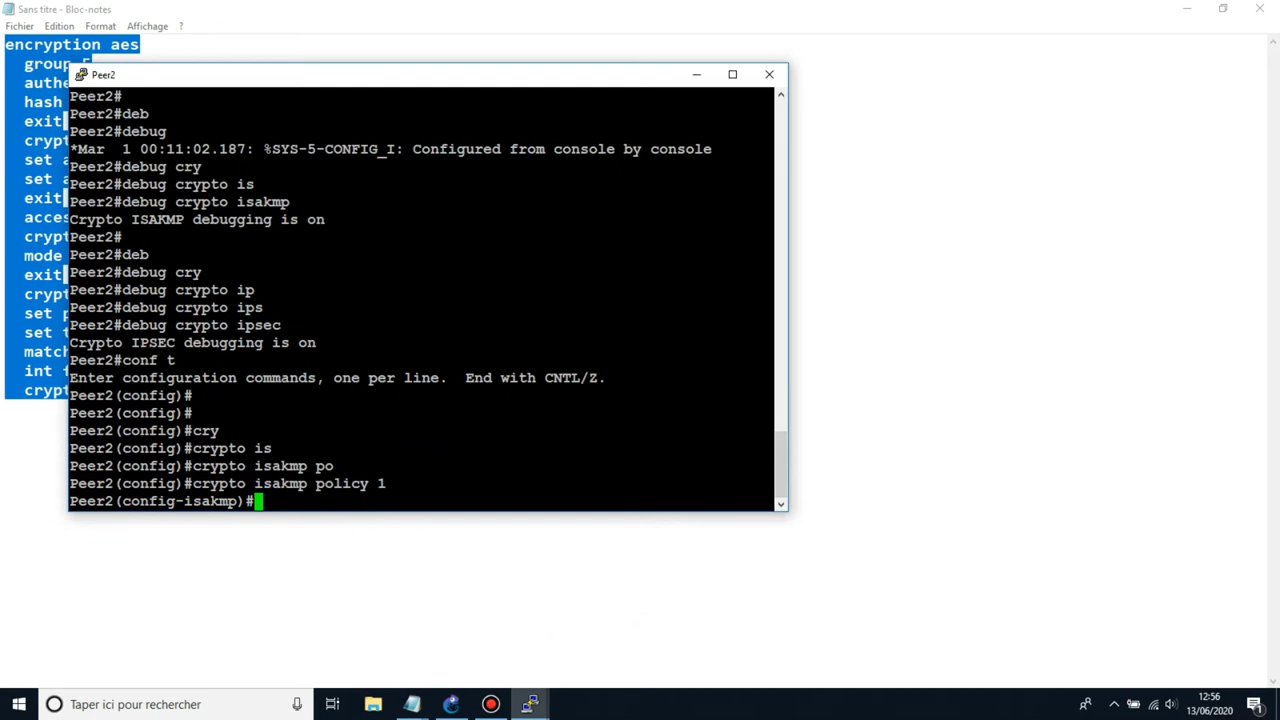 Sans titre - Bloc-notes
Fichier Edition Format Affichage ?
encryption aes
group 5
authe
hash
exit
crypt
set a
set a
exit
acces
crypt
mode
exit
crypt
set p
set t
match
int f
crypt
Peer2
Peer2#
Peer2#deb
Peer2#debug
*Mar  1 00:11:02.187: %SYS-5-CONFIG_I: Configured from console by console
Peer2#debug cry
Peer2#debug crypto is
Peer2#debug crypto isakmp
Crypto ISAKMP debugging is on
Peer2#
Peer2#deb
Peer2#debug cry
Peer2#debug crypto ip
Peer2#debug crypto ips
Peer2#debug crypto ipsec
Crypto IPSEC debugging is on
Peer2#conf t
Enter configuration commands, one per line.  End with CNTL/Z.
Peer2(config)#
Peer2(config)#
Peer2(config)#cry
Peer2(config)#crypto is
Peer2(config)#crypto isakmp po
Peer2(config)#crypto isakmp policy 1
Peer2(config-isakmp)#
Taper ici pour rechercher
12:56
13/06/2020
1